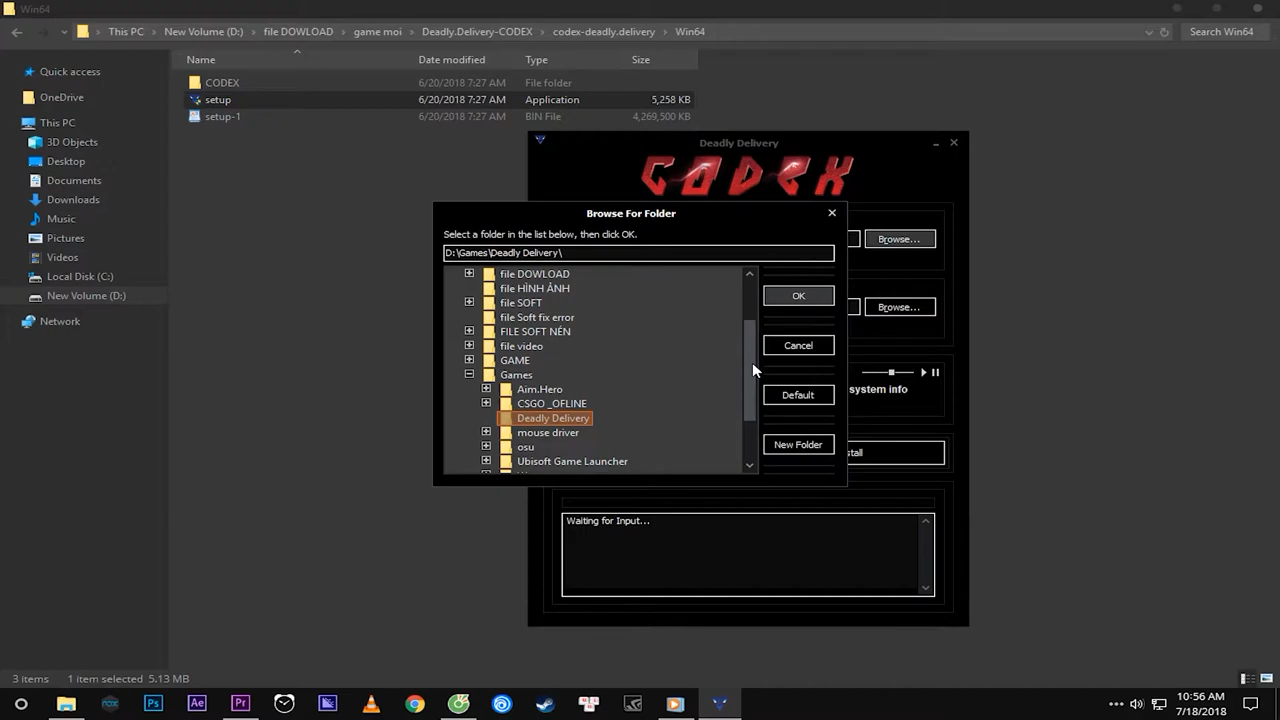 Win64
This PC > New Volume (D:) > file DOWLOAD > game moi > Deadly.Delivery-CODEX > codex-deadly.delivery > Win64
Search Win64
Name Date modified Type Size
Quick access
OneDrive
This PC
3D Objects
Desktop
Documents
Downloads
Music
Pictures
Videos
Local Disk (C:)
New Volume (D:)
Network
CODEX 6/20/2018 7:27 AM File folder
setup 6/20/2018 7:27 AM Application 5,258 KB
setup-1 6/20/2018 7:27 AM BIN File 4,269,500 KB
Deadly Delivery
CODEX
Browse...
Browse...
system info
Browse For Folder
Select a folder in the list below, then click OK.
D:\Games\Deadly Delivery\
file DOWLOAD
file HÌNH ẢNH
file SOFT
file Soft fix error
FILE SOFT NÉN
file video
GAME
Games
Aim.Hero
CSGO _OFLINE
Deadly Delivery
mouse driver
osu
Ubisoft Game Launcher
OK
Cancel
Default
New Folder
stall
Waiting for Input...
3 items 1 item selected 5.13 MB
Ps
Ae
Pr
10:56 AM
7/18/2018